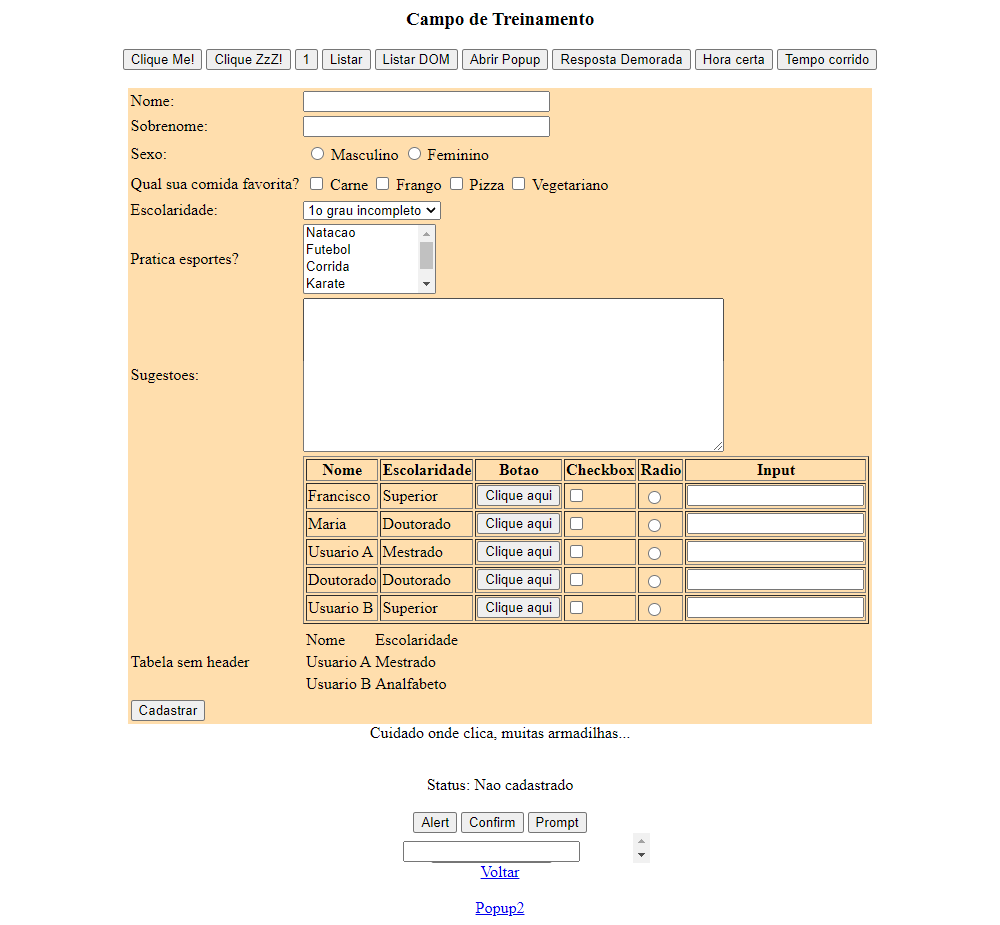 Campo de Treinamento
Clique Me! Clique ZzZ! 1 Listar Listar DOM Abrir Popup Resposta Demorada Hora certa Tempo corrido
Nome:
Sobrenome:
Sexo: Masculino Feminino
Qual sua comida favorita? Carne Frango Pizza Vegetariano
Escolaridade: 1o grau incompleto
Pratica esportes?
Natacao
Futebol
Corrida
Karate
Sugestoes:
Nome Escolaridade Botao Checkbox Radio Input
Francisco Superior Clique aqui
Maria Doutorado Clique aqui
Usuario A Mestrado Clique aqui
Doutorado Doutorado Clique aqui
Usuario B Superior Clique aqui
Tabela sem header
Nome Escolaridade
Usuario A Mestrado
Usuario B Analfabeto
Cadastrar
Cuidado onde clica, muitas armadilhas...
Status: Nao cadastrado
Alert Confirm Prompt
Voltar
Popup2